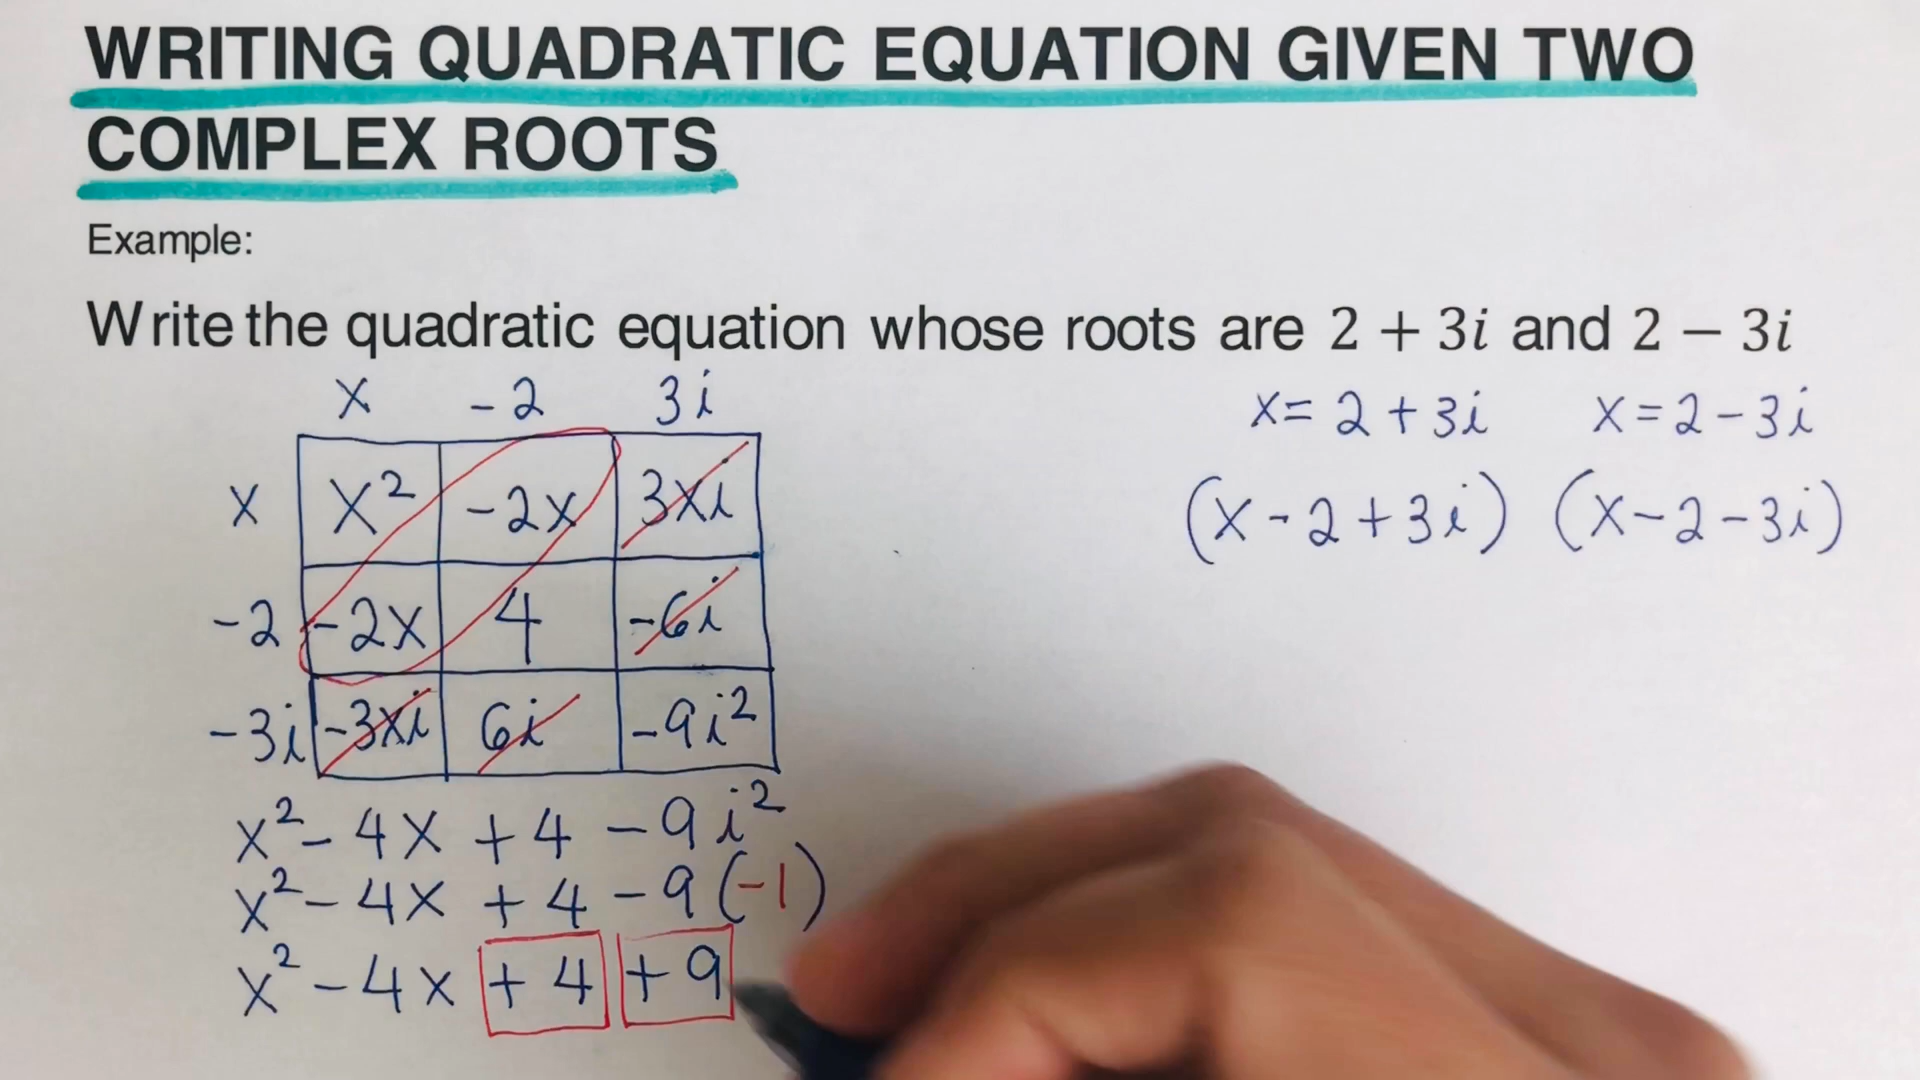 WRITING QUADRATIC EQUATION GIVEN TWO
COMPLEX ROOTS
Example:
Write the quadratic equation whose roots are 2 + 3i and 2 − 3i
x -2 3i
x x² -2x 3xi
-2 -2x 4 -6i
-3i -3xi 6i -9i²
x² - 4x + 4 - 9i²
x² - 4x + 4 - 9(-1)
x² - 4x + 4 + 9
x = 2 + 3i x = 2 - 3i
(x - 2 + 3i) (x - 2 - 3i)